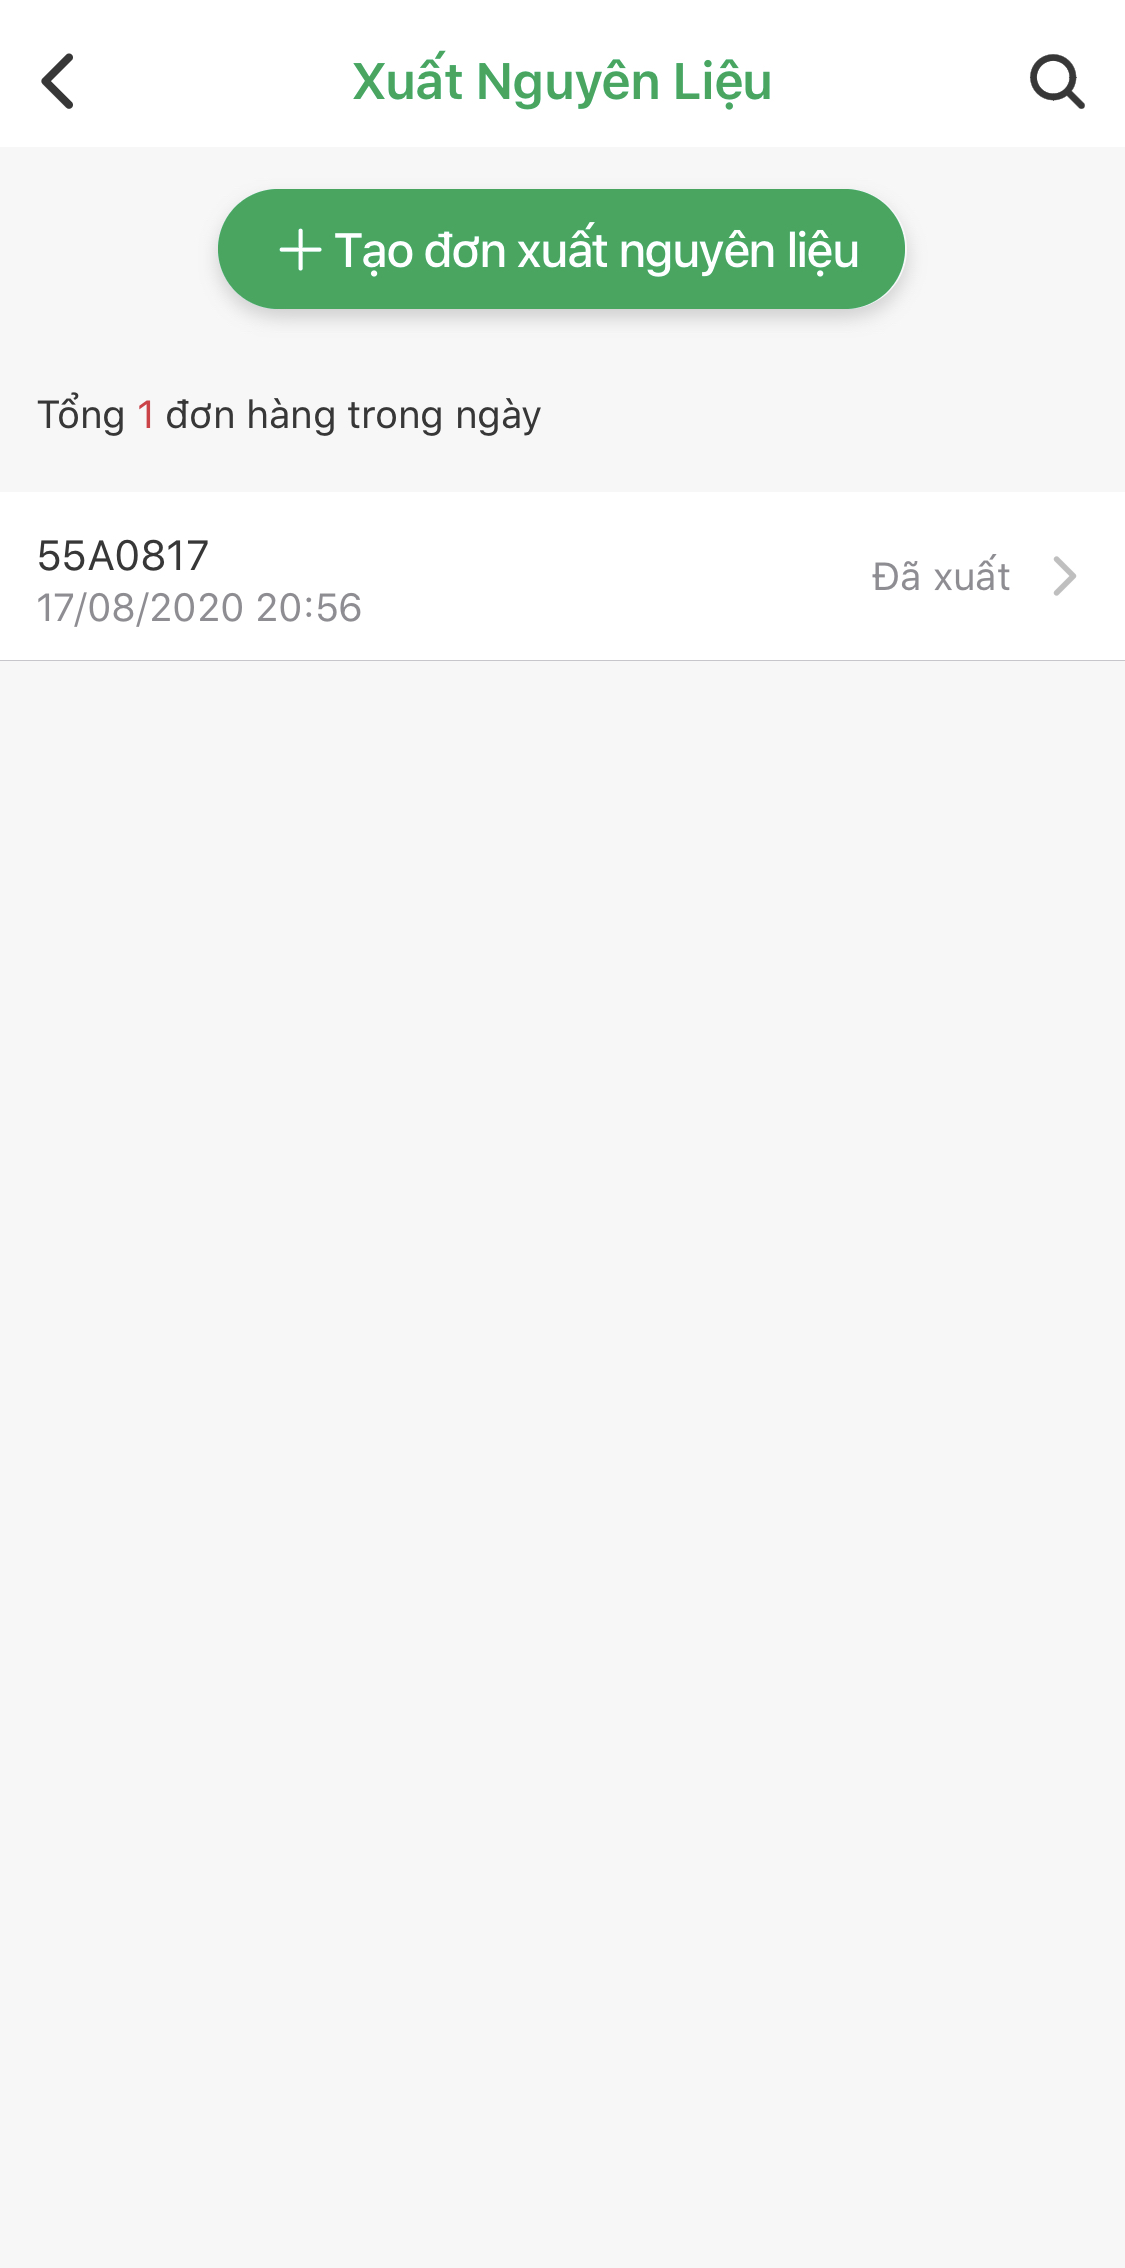 Xuất Nguyên Liệu
+ Tạo đơn xuất nguyên liệu
Tổng 1 đơn hàng trong ngày
55A0817
Đã xuất
17/08/2020 20:56